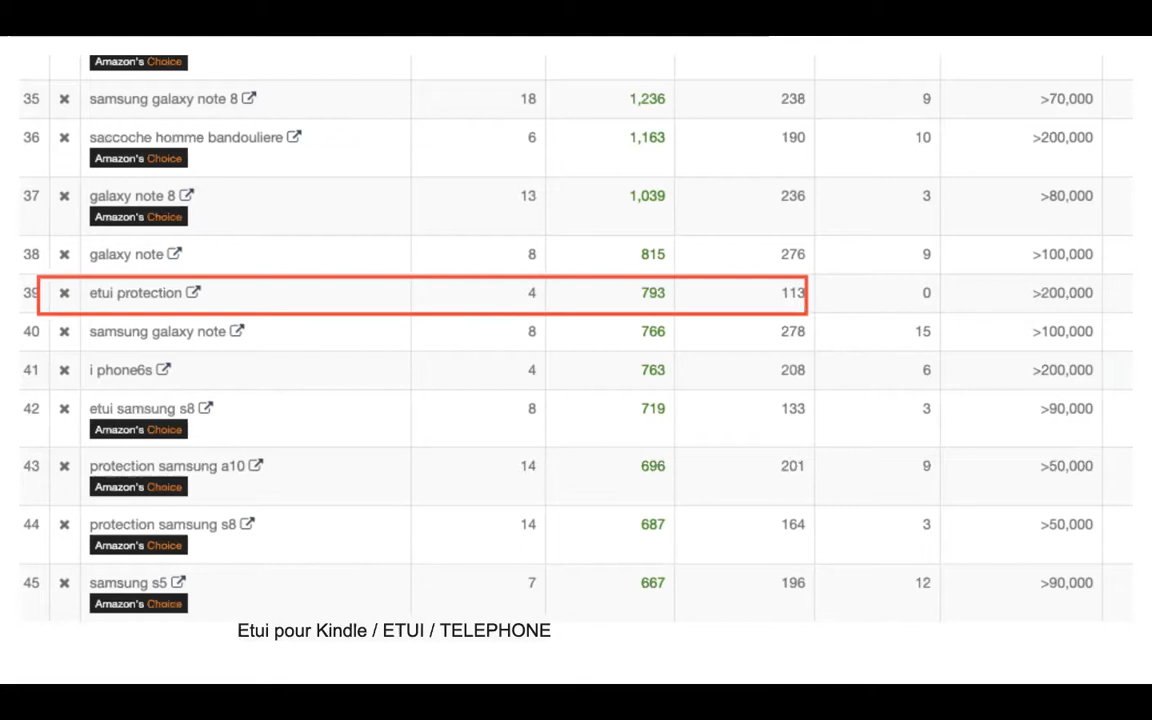 Amazon's Choice
35 samsung galaxy note 8 18 1,236 238 9 >70,000
36 saccoche homme bandouliere 6 1,163 190 10 >200,000
Amazon's Choice
37 galaxy note 8 13 1,039 236 3 >80,000
Amazon's Choice
38 galaxy note 8 815 276 9 >100,000
39 etui protection 4 793 113 0 >200,000
40 samsung galaxy note 8 766 278 15 >100,000
41 i phone6s 4 763 208 6 >200,000
42 etui samsung s8 8 719 133 3 >90,000
Amazon's Choice
43 protection samsung a10 14 696 201 9 >50,000
Amazon's Choice
44 protection samsung s8 14 687 164 3 >50,000
Amazon's Choice
45 samsung s5 7 667 196 12 >90,000
Amazon's Choice
Etui pour Kindle / ETUI / TELEPHONE